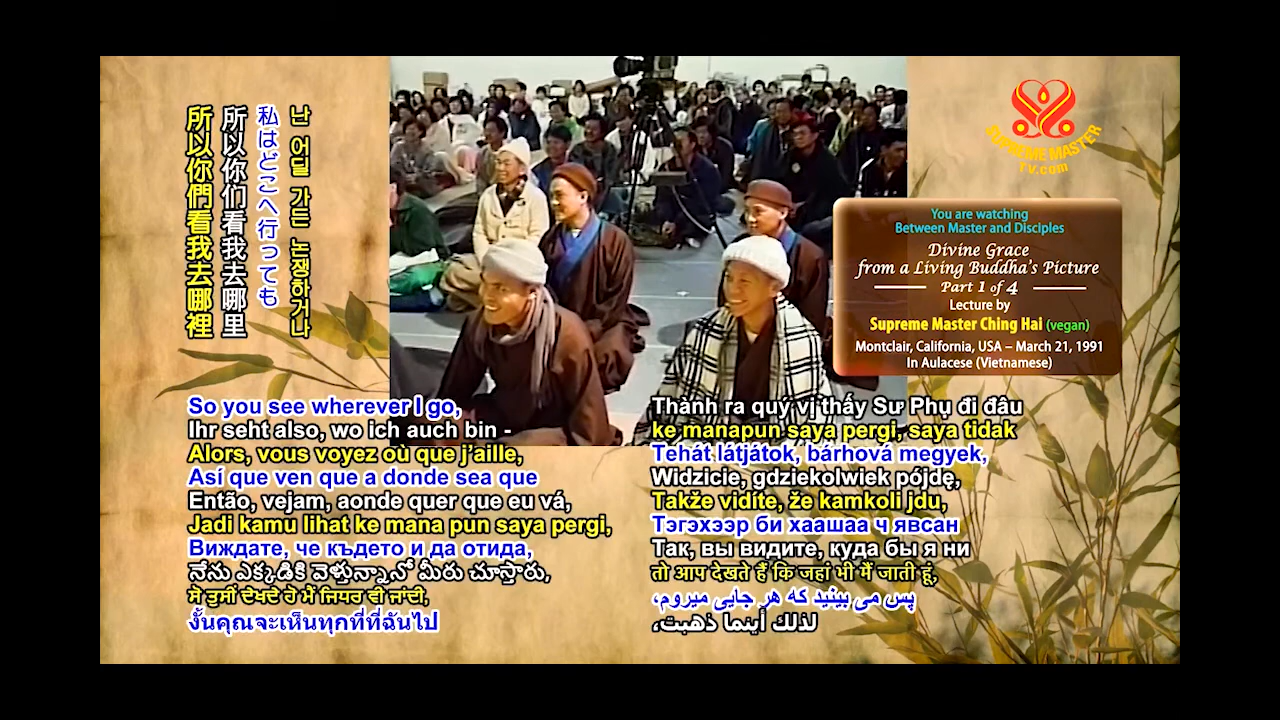 所以你們看我去哪裡
所以你们看我去哪里
私はどこへ行っても
난 어딜 가든 논쟁하거나
SUPREME MASTER
TV.com
You are watching
Between Master and Disciples
Divine Grace
from a Living Buddha's Picture
Part 1 of 4
Lecture by
Supreme Master Ching Hai (vegan)
Montclair, California, USA – March 21, 1991
In Aulacese (Vietnamese)
So you see wherever I go,
Ihr seht also, wo ich auch bin -
Alors, vous voyez où que j'aille,
Así que ven que a donde sea que
Então, vejam, aonde quer que eu vá,
Jadi kamu lihat ke mana pun saya pergi,
Виждате, че където и да отида,
నేను ఎక్కడికి వెళ్తున్నానో మీరు చూస్తారు,
ਸੋ ਤੁਸੀਂ ਦੇਖਦੇ ਹੋ ਮੈਂ ਜਿਧਰ ਵੀ ਜਾਂਦੀ,
งั้นคุณจะเห็นทุกที่ที่ฉันไป
Thành ra quý vị thấy Sư Phụ đi đâu
ke manapun saya pergi, saya tidak
Tehát látjátok, bárhová megyek,
Widzicie, gdziekolwiek pójdę,
Takže vidíte, že kamkoli jdu,
Тэгэхээр би хаашаа ч явсан
Так, вы видите, куда бы я ни
तो आप देखते हैं कि जहां भी मैं जाती हूं,
پس می بینید که هر جایی میروم،
لذلك أينما ذهبت،